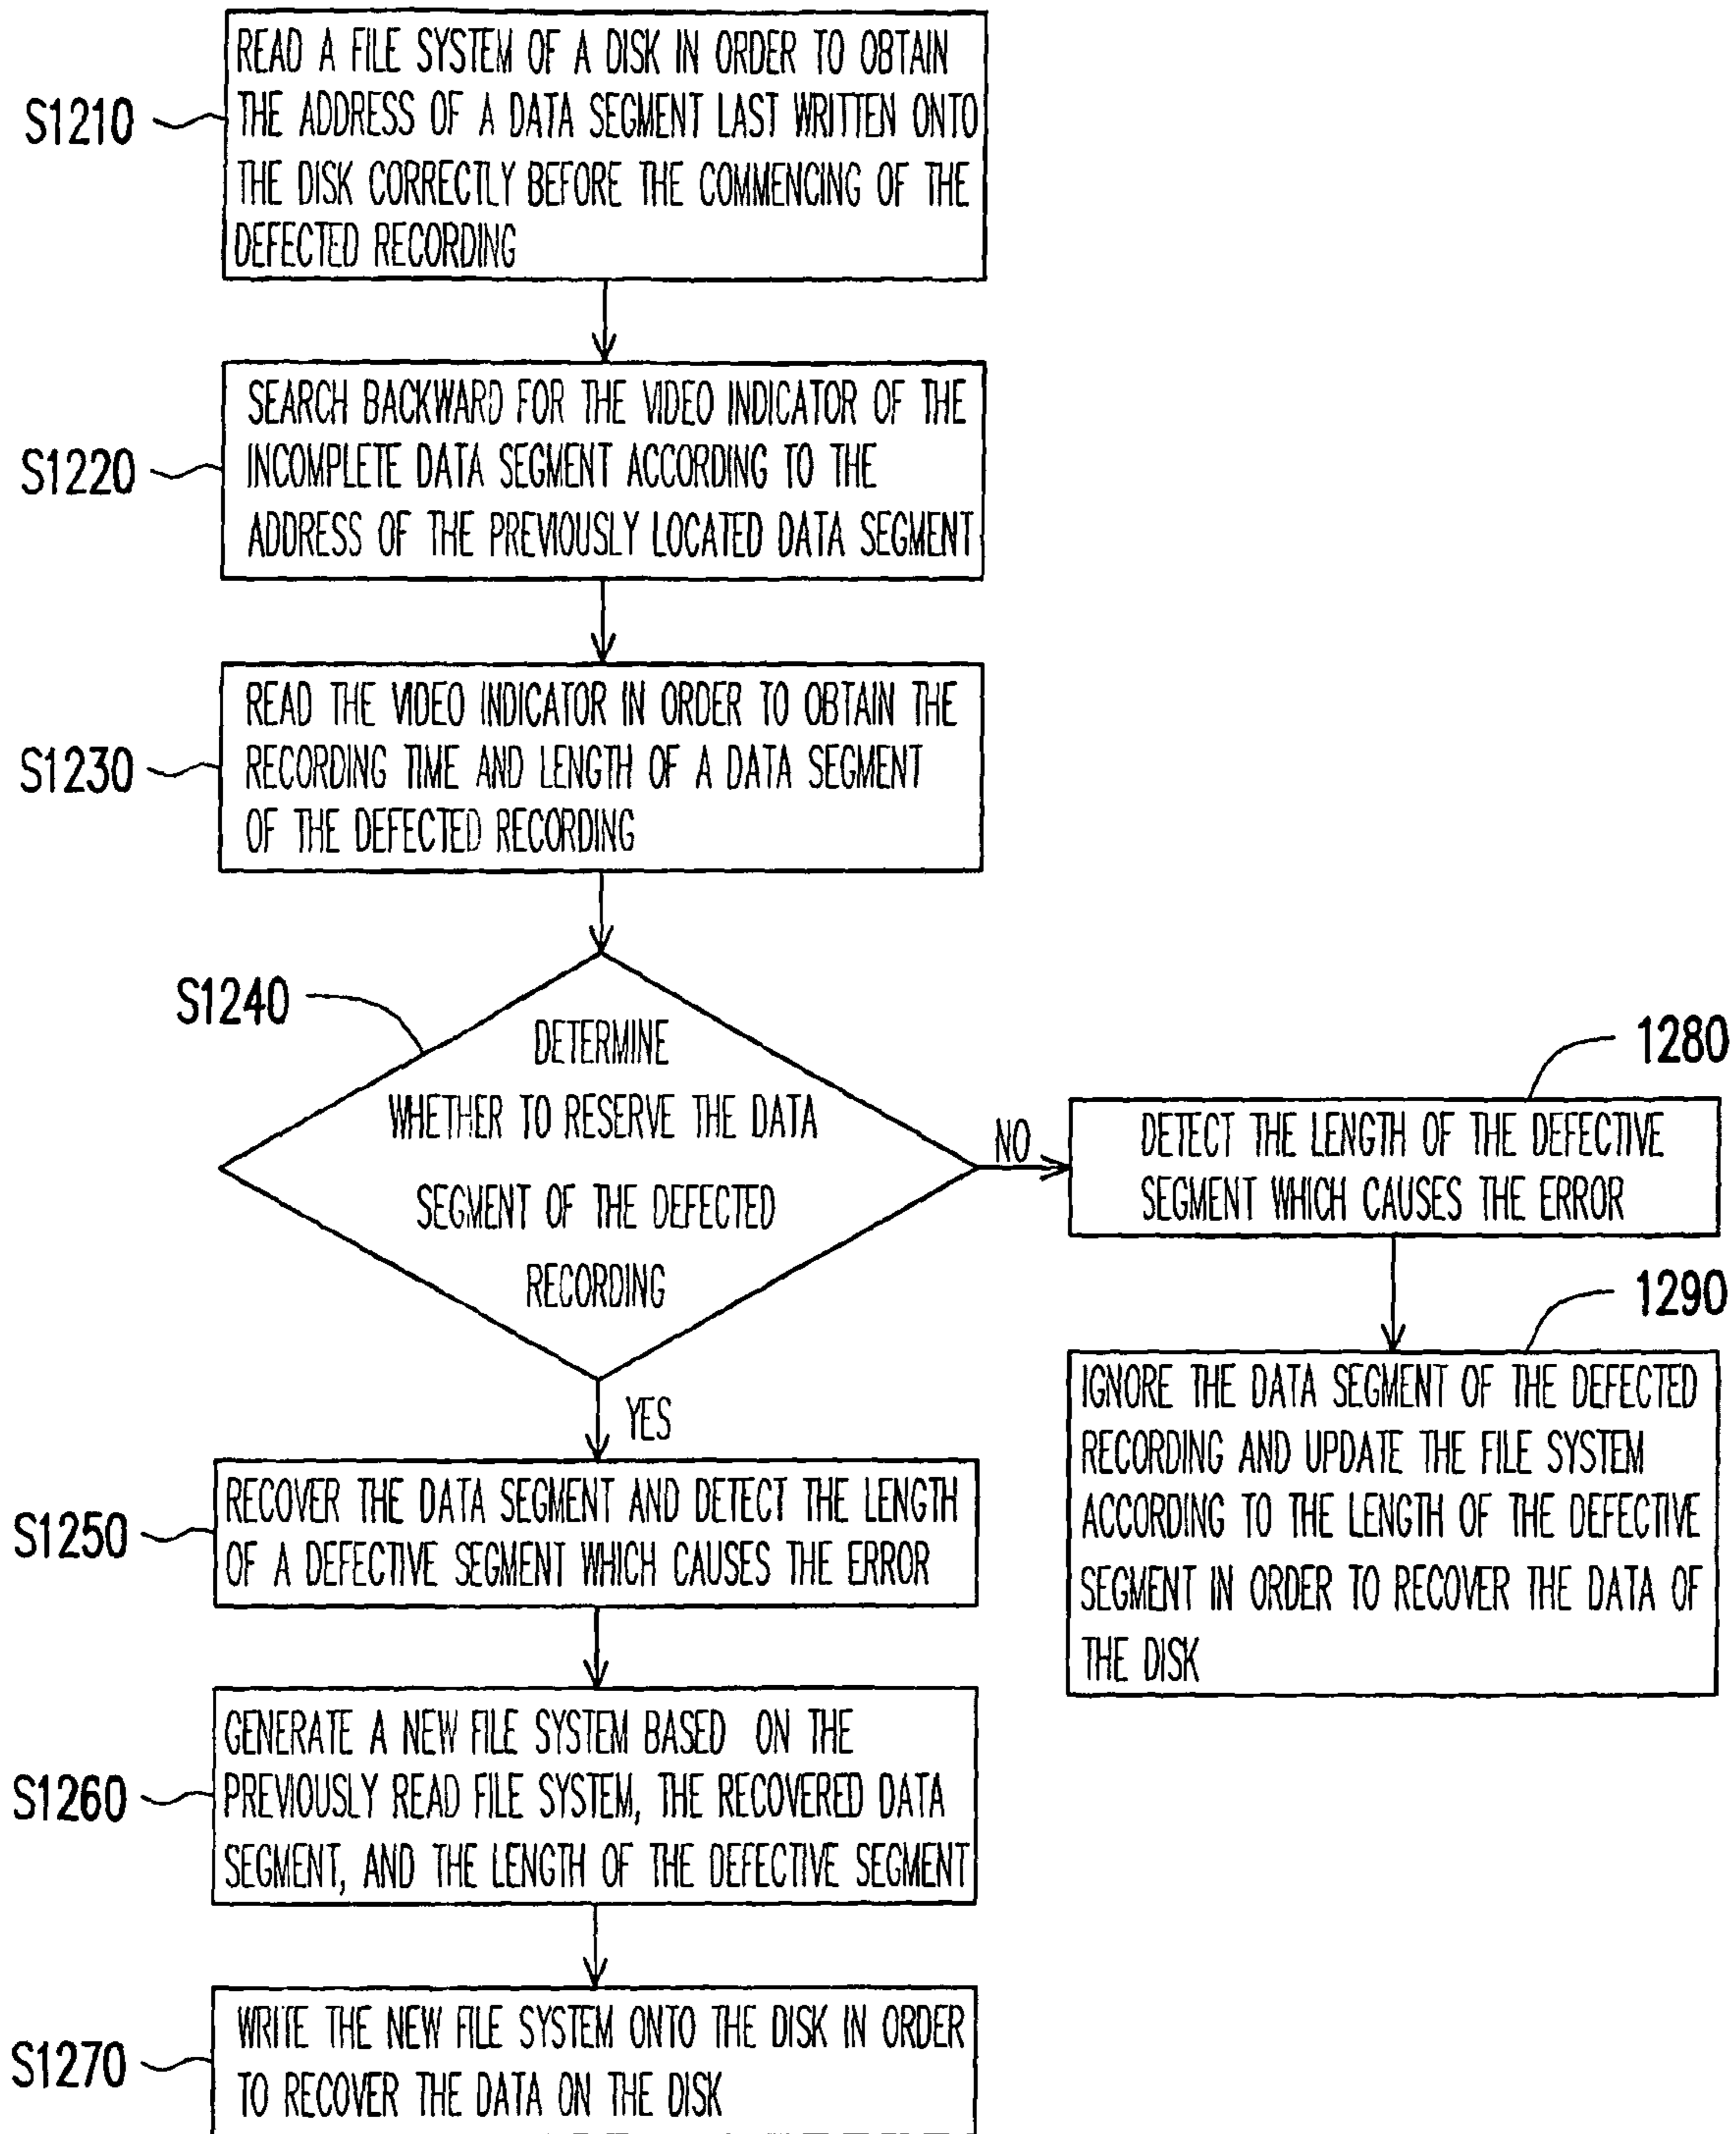 S1210
READ A FILE SYSTEM OF A DISK IN ORDER TO OBTAIN
THE ADDRESS OF A DATA SEGMENT LAST WRITTEN ONTO
THE DISK CORRECTLY BEFORE THE COMMENCING OF THE
DEFECTED RECORDING
S1220
SEARCH BACKWARD FOR THE VIDEO INDICATOR OF THE
INCOMPLETE DATA SEGMENT ACCORDING TO THE
ADDRESS OF THE PREVIOUSLY LOCATED DATA SEGMENT
S1230
READ THE VIDEO INDICATOR IN ORDER TO OBTAIN THE
RECORDING TIME AND LENGTH OF A DATA SEGMENT
OF THE DEFECTED RECORDING
S1240
DETERMINE
WHETHER TO RESERVE THE DATA
SEGMENT OF THE DEFECTED
RECORDING
NO
1280
DETECT THE LENGTH OF THE DEFECTIVE
SEGMENT WHICH CAUSES THE ERROR
1290
IGNORE THE DATA SEGMENT OF THE DEFECTED
RECORDING AND UPDATE THE FILE SYSTEM
ACCORDING TO THE LENGTH OF THE DEFECTIVE
SEGMENT IN ORDER TO RECOVER THE DATA OF
THE DISK
YES
S1250
RECOVER THE DATA SEGMENT AND DETECT THE LENGTH
OF A DEFECTIVE SEGMENT WHICH CAUSES THE ERROR
S1260
GENERATE A NEW FILE SYSTEM BASED ON THE
PREVIOUSLY READ FILE SYSTEM, THE RECOVERED DATA
SEGMENT, AND THE LENGTH OF THE DEFECTIVE SEGMENT
S1270
WRITE THE NEW FILE SYSTEM ONTO THE DISK IN ORDER
TO RECOVER THE DATA ON THE DISK